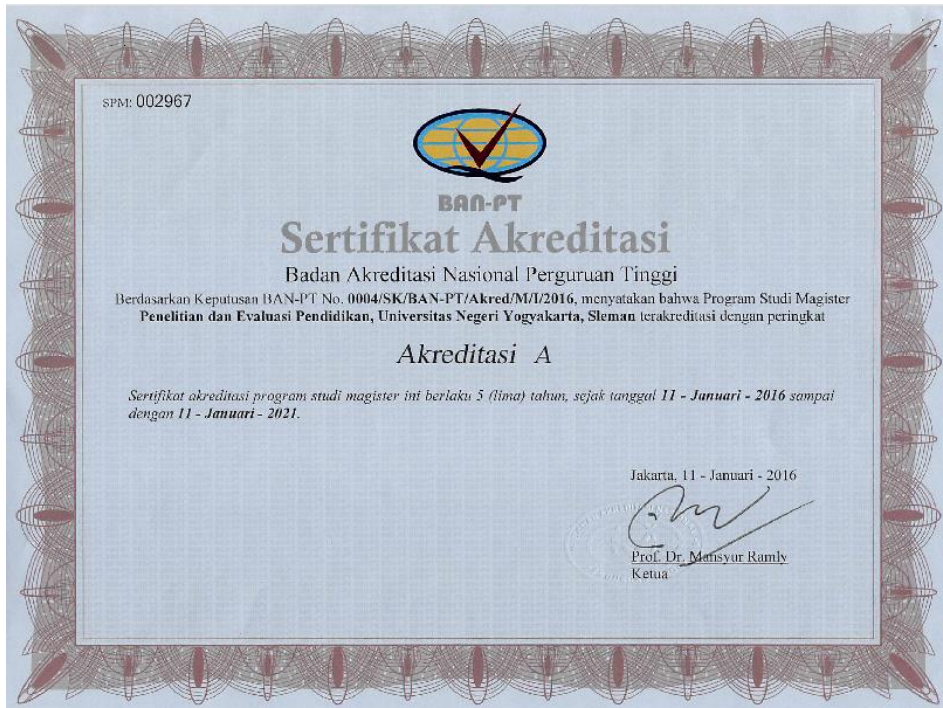 SPM: 002967
BAN-PT
Sertifikat Akreditasi
Badan Akreditasi Nasional Perguruan Tinggi
Berdasarkan Keputusan BAN-PT No. 0004/SK/BAN-PT/Akred/M/I/2016, menyatakan bahwa Program Studi Magister
Penelitian dan Evaluasi Pendidikan, Universitas Negeri Yogyakarta, Sleman terakreditasi dengan peringkat
Akreditasi A
Sertifikat akreditasi program studi magister ini berlaku 5 (lima) tahun, sejak tanggal 11 - Januari - 2016 sampai
dengan 11 - Januari - 2021.
Jakarta, 11 - Januari - 2016
Prof. Dr. Mansyur Ramly
Ketua